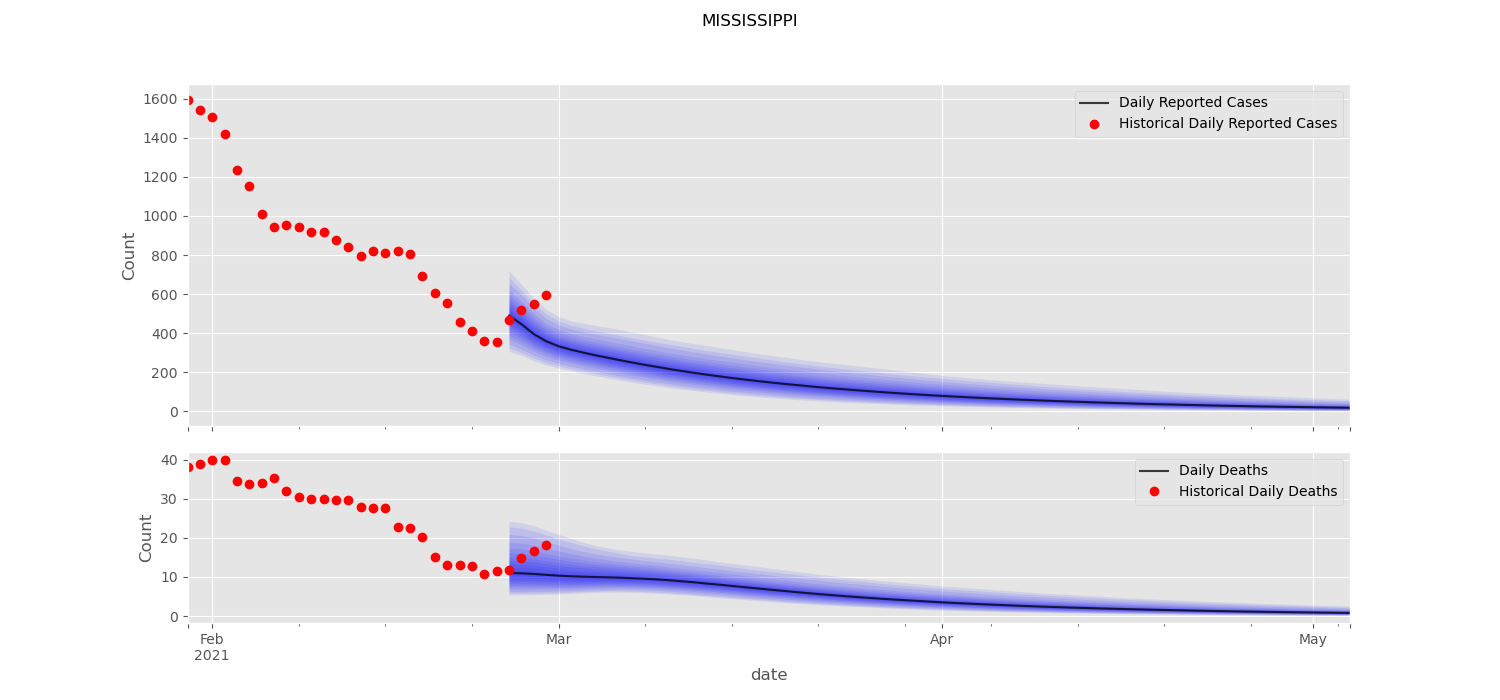 MISSISSIPPI
1600
1400
1200
1000
800
600
400
200
0
Count
Daily Reported Cases
Historical Daily Reported Cases
40
30
20
10
0
Count
Daily Deaths
Historical Daily Deaths
Feb
2021
Mar
Apr
May
date